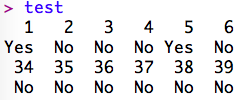 > test
1 2 3 4 5 6
Yes No No No Yes No
34 35 36 37 38 39
No No No No No No